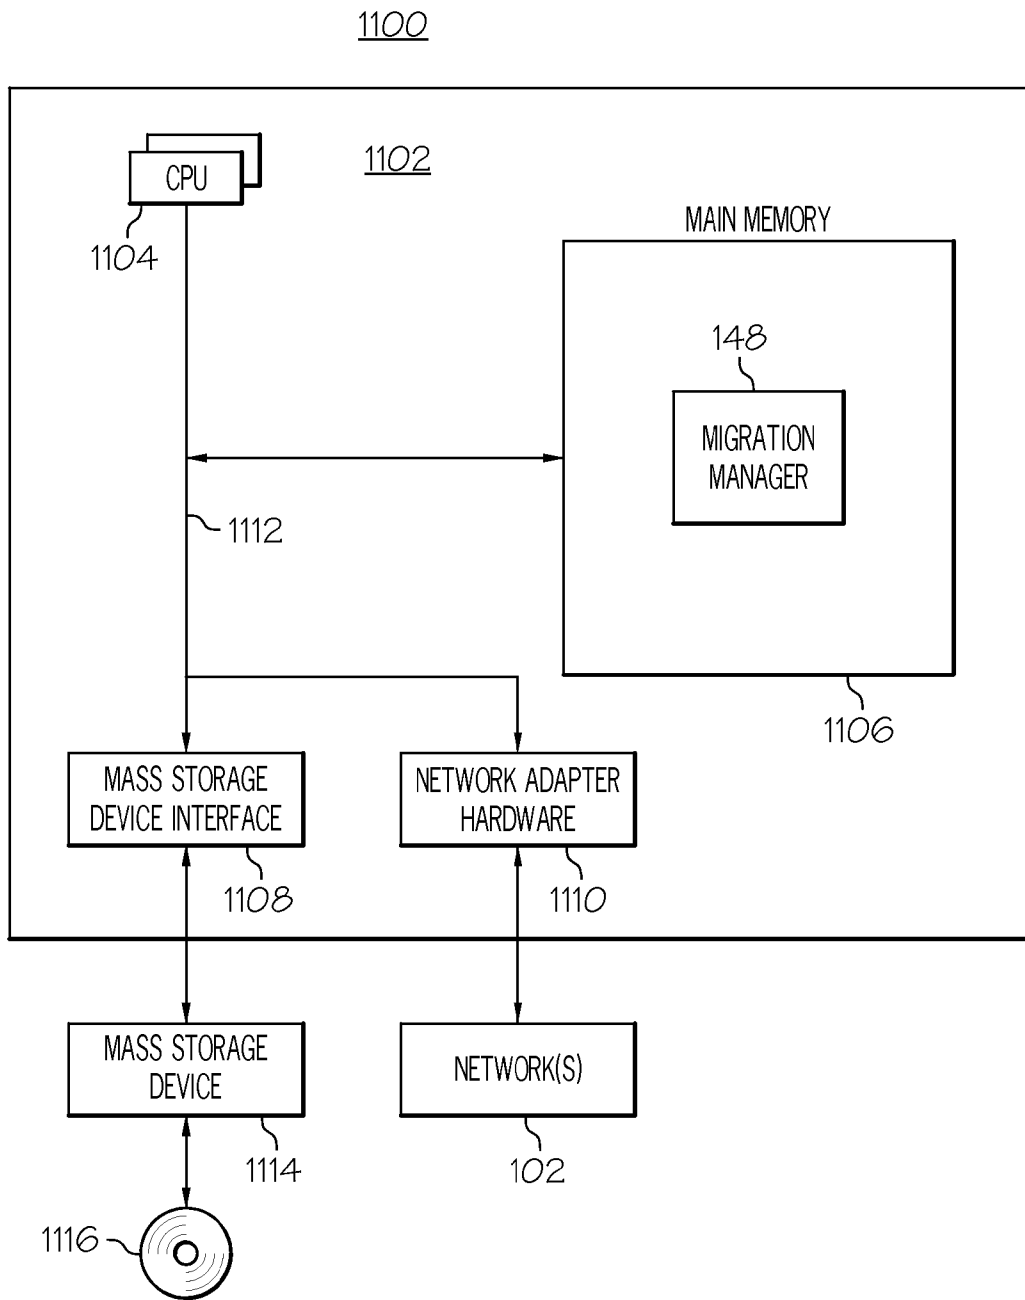 1100
1102
CPU
1104
MAIN MEMORY
148
MIGRATION
MANAGER
1112
1106
MASS STORAGE
DEVICE INTERFACE
NETWORK ADAPTER
HARDWARE
1108
1110
MASS STORAGE
DEVICE
NETWORK(S)
1114
102
1116